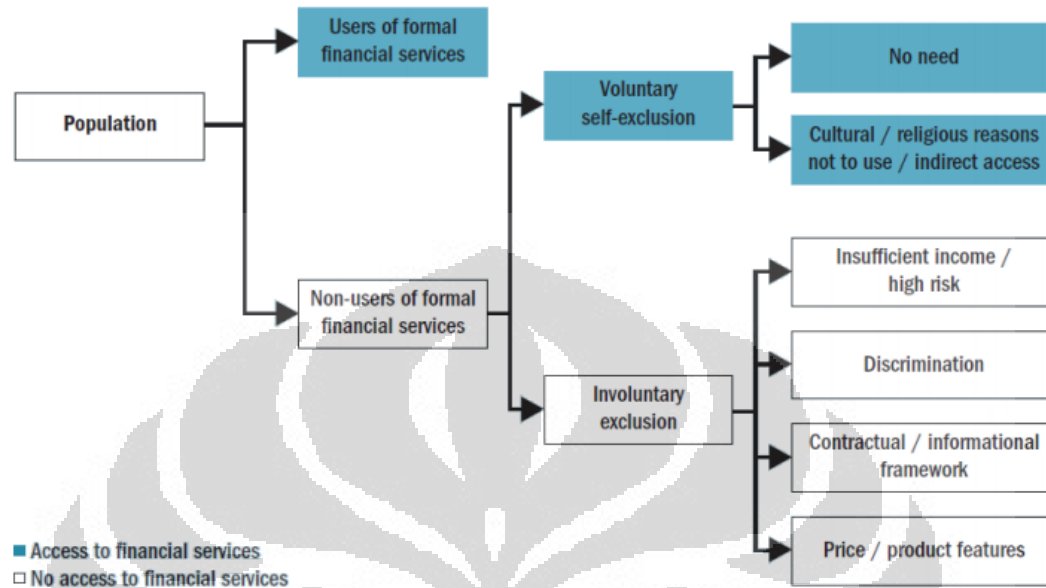 Users of formal
financial services
No need
Voluntary
self-exclusion
Population
Cultural / religious reasons
not to use / indirect access
Insufficient income /
high risk
Non-users of formal
financial services
Discrimination
Involuntary
exclusion
Contractual / informational
framework
Price / product features
Access to financial services
No access to financial services